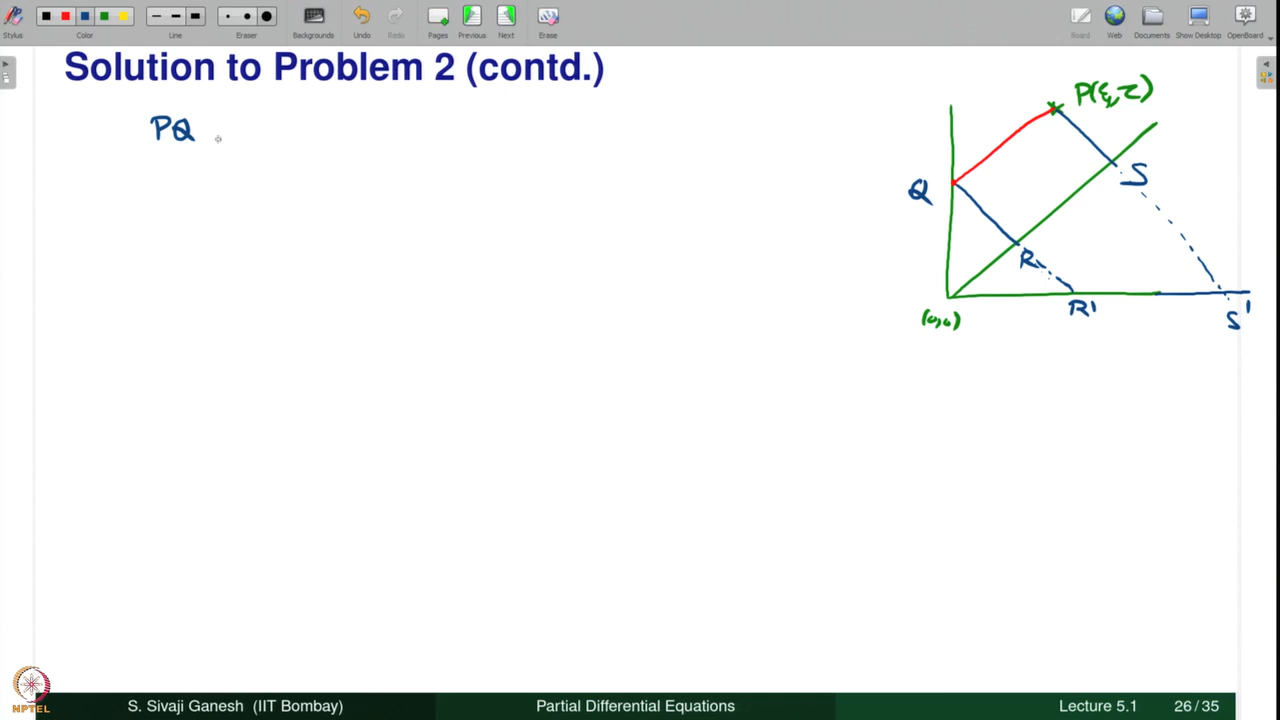 Stylus Color Line Eraser Backgrounds Undo Redo Pages Previous Next Erase Board Web Documents Show Desktop OpenBoard
Solution to Problem 2 (contd.)
PQ
P(ξ,τ)
Q
S
R
R'
S'
(0,0)
NPTEL
S. Sivaji Ganesh (IIT Bombay) Partial Differential Equations Lecture 5.1 26/35